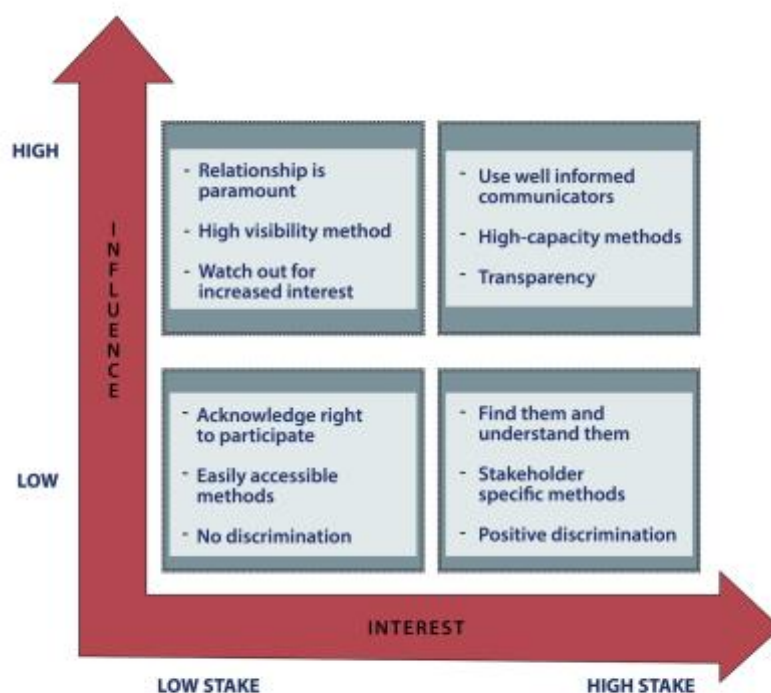 HIGH
- Relationship is
paramount
- High visibility method
- Watch out for
increased interest
- Use well informed
communicators
- High-capacity methods
- Transparency
INFLUENCE
LOW
- Acknowledge right
to participate
- Easily accessible
methods
- No discrimination
- Find them and
understand them
- Stakeholder
specific methods
- Positive discrimination
INTEREST
LOW STAKE
HIGH STAKE